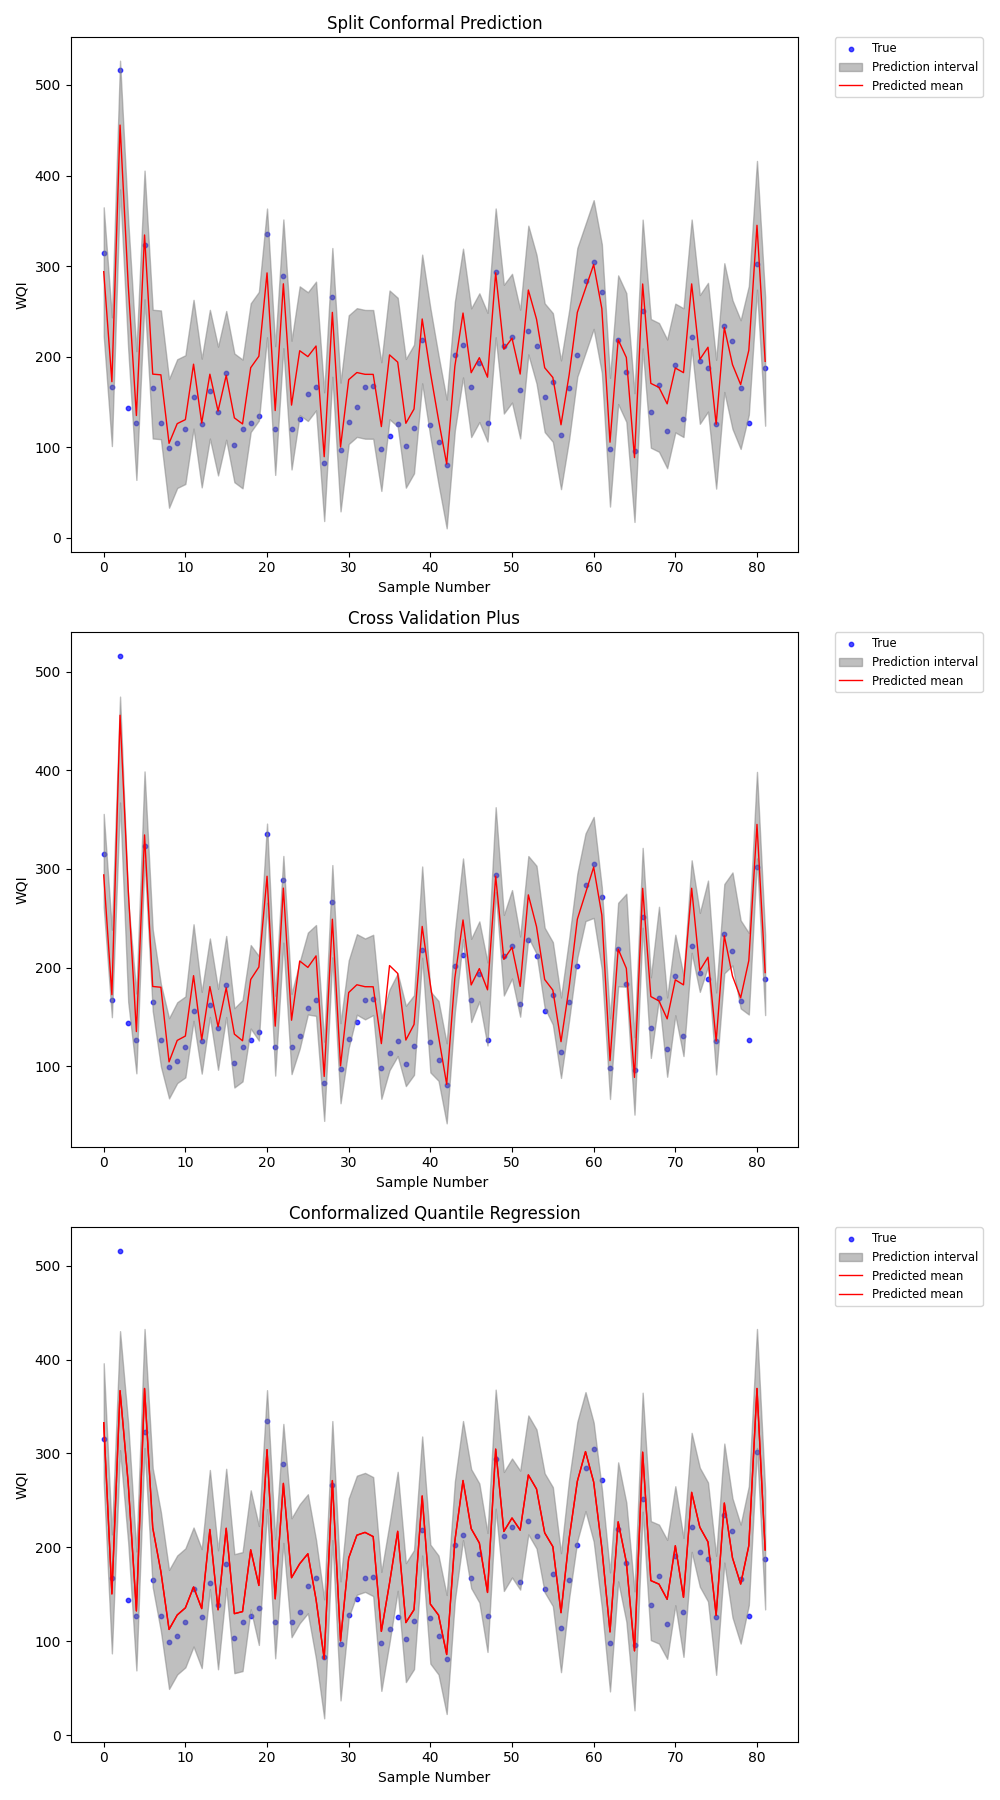 Split Conformal Prediction
True
Prediction interval
Predicted mean
500
400
300
200
100
0
WQI
0 10 20 30 40 50 60 70 80
Sample Number
Cross Validation Plus
True
Prediction interval
Predicted mean
500
400
300
200
100
WQI
0 10 20 30 40 50 60 70 80
Sample Number
Conformalized Quantile Regression
True
Prediction interval
Predicted mean
Predicted mean
500
400
300
200
100
0
WQI
0 10 20 30 40 50 60 70 80
Sample Number